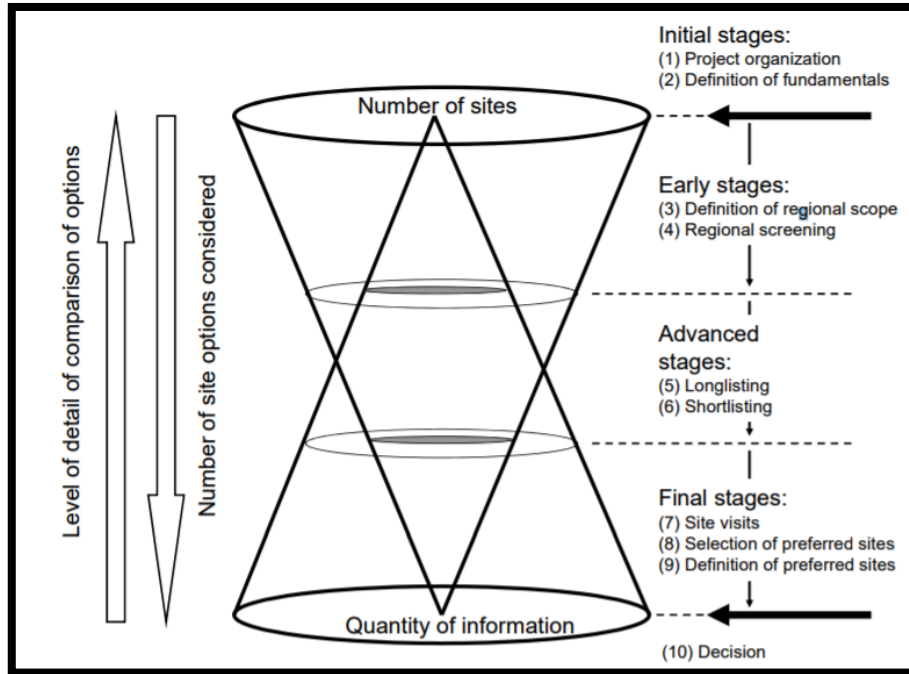 Level of detail of comparison of options
Number of site options considered
Number of sites
Quantity of information
Initial stages:
(1) Project organization
(2) Definition of fundamentals
Early stages:
(3) Definition of regional scope
(4) Regional screening
Advanced
stages:
(5) Longlisting
(6) Shortlisting
Final stages:
(7) Site visits
(8) Selection of preferred sites
(9) Definition of preferred sites
(10) Decision